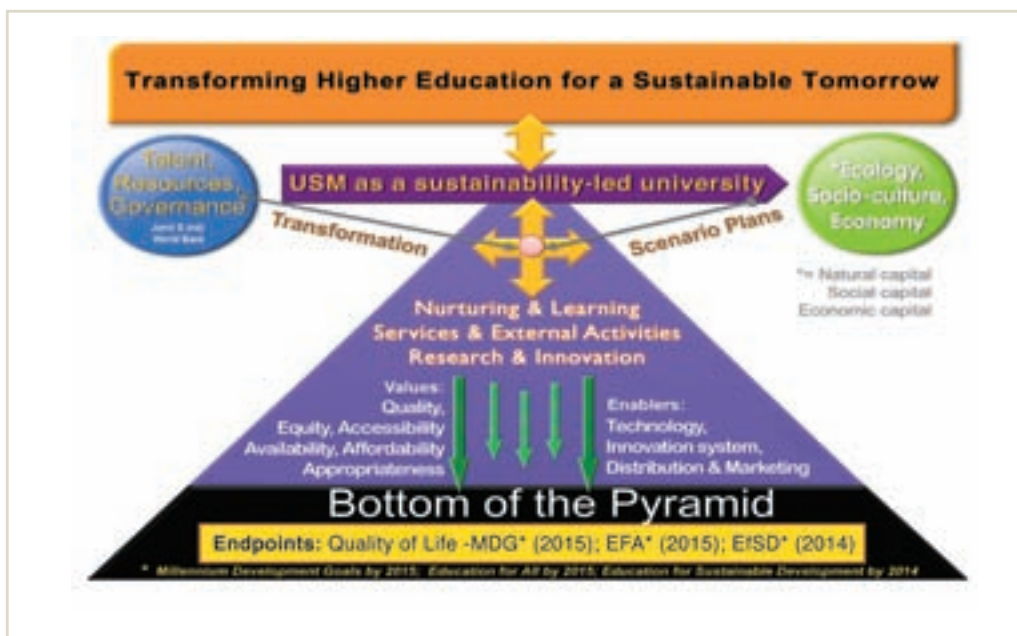 Transforming Higher Education for a Sustainable Tomorrow
Talent,
Resources,
Governance
World Bank
USM as a sustainability-led university
*Ecology,
Socio-culture,
Economy
Transformation
Scenario Plans
*= Natural capital
Social capital
Economic capital
Nurturing & Learning
Services & External Activities
Research & Innovation
Values:
Quality,
Equity, Accessibility
Availability, Affordability
Appropriateness
Enablers:
Technology,
Innovation system,
Distribution & Marketing
Bottom of the Pyramid
Endpoints: Quality of Life -MDG* (2015); EFA* (2015); EfSD* (2014)
* Millennium Development Goals by 2015; Education for All by 2015; Education for Sustainable Development by 2014